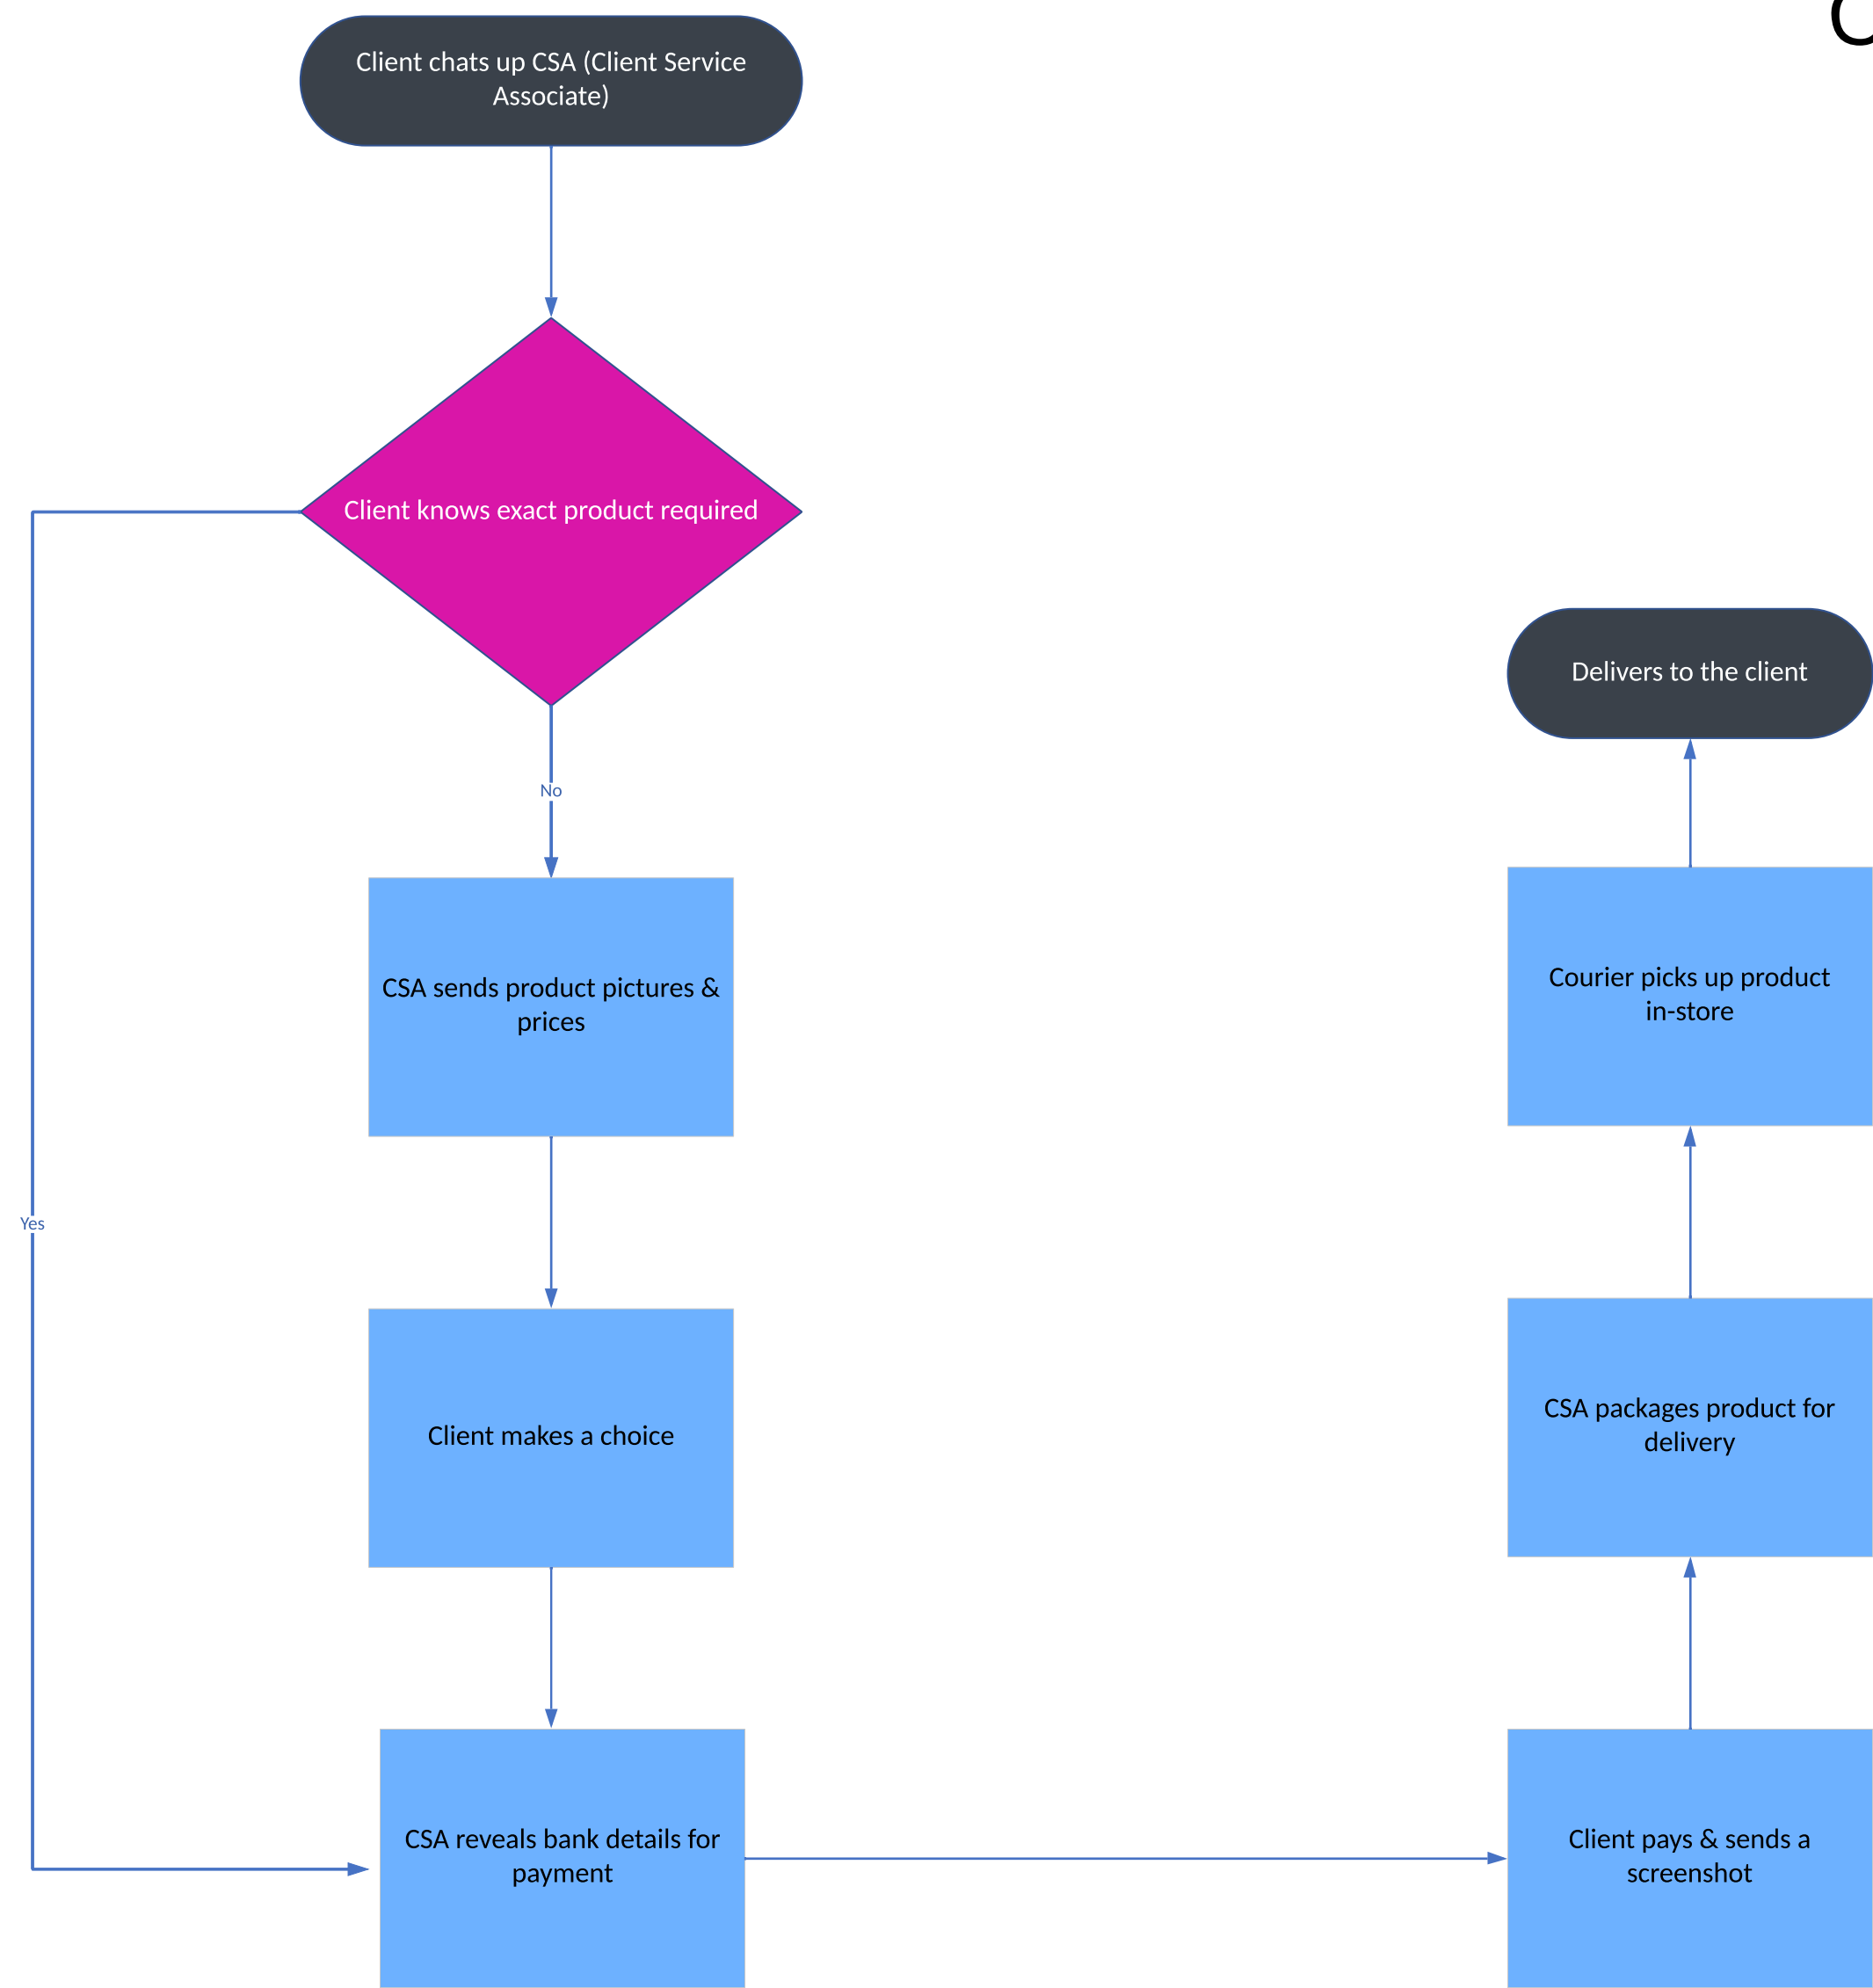 Client chats up CSA (Client Service
Associate)
Client knows exact product required
No
CSA sends product pictures &
prices
Yes
Client makes a choice
CSA reveals bank details for
payment
Client pays & sends a
screenshot
CSA packages product for
delivery
Courier picks up product
in-store
Delivers to the client